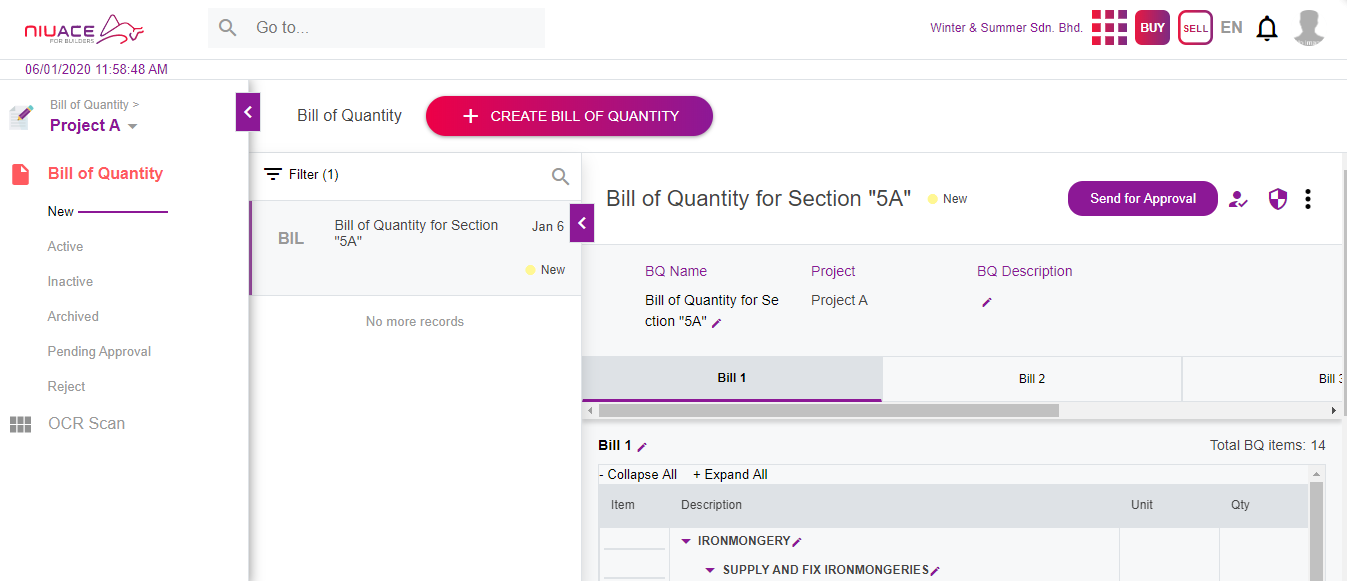 NIUACE
FOR BUILDERS
Go to...
Winter & Summer Sdn. Bhd.
BUY
SELL
EN
06/01/2020 11:58:48 AM
Bill of Quantity >
Project A
Bill of Quantity
New
Active
Inactive
Archived
Pending Approval
Reject
OCR Scan
Bill of Quantity
+ CREATE BILL OF QUANTITY
Filter (1)
BIL
Bill of Quantity for Section
"5A"
Jan 6
New
No more records
Bill of Quantity for Section "5A"
New
Send for Approval
BQ Name
Project
BQ Description
Bill of Quantity for Se
ction "5A"
Project A
Bill 1
Bill 2
Bill
Bill 1
Total BQ items: 14
- Collapse All
+ Expand All
Item
Description
Unit
Qty
IRONMONGERY
SUPPLY AND FIX IRONMONGERIES